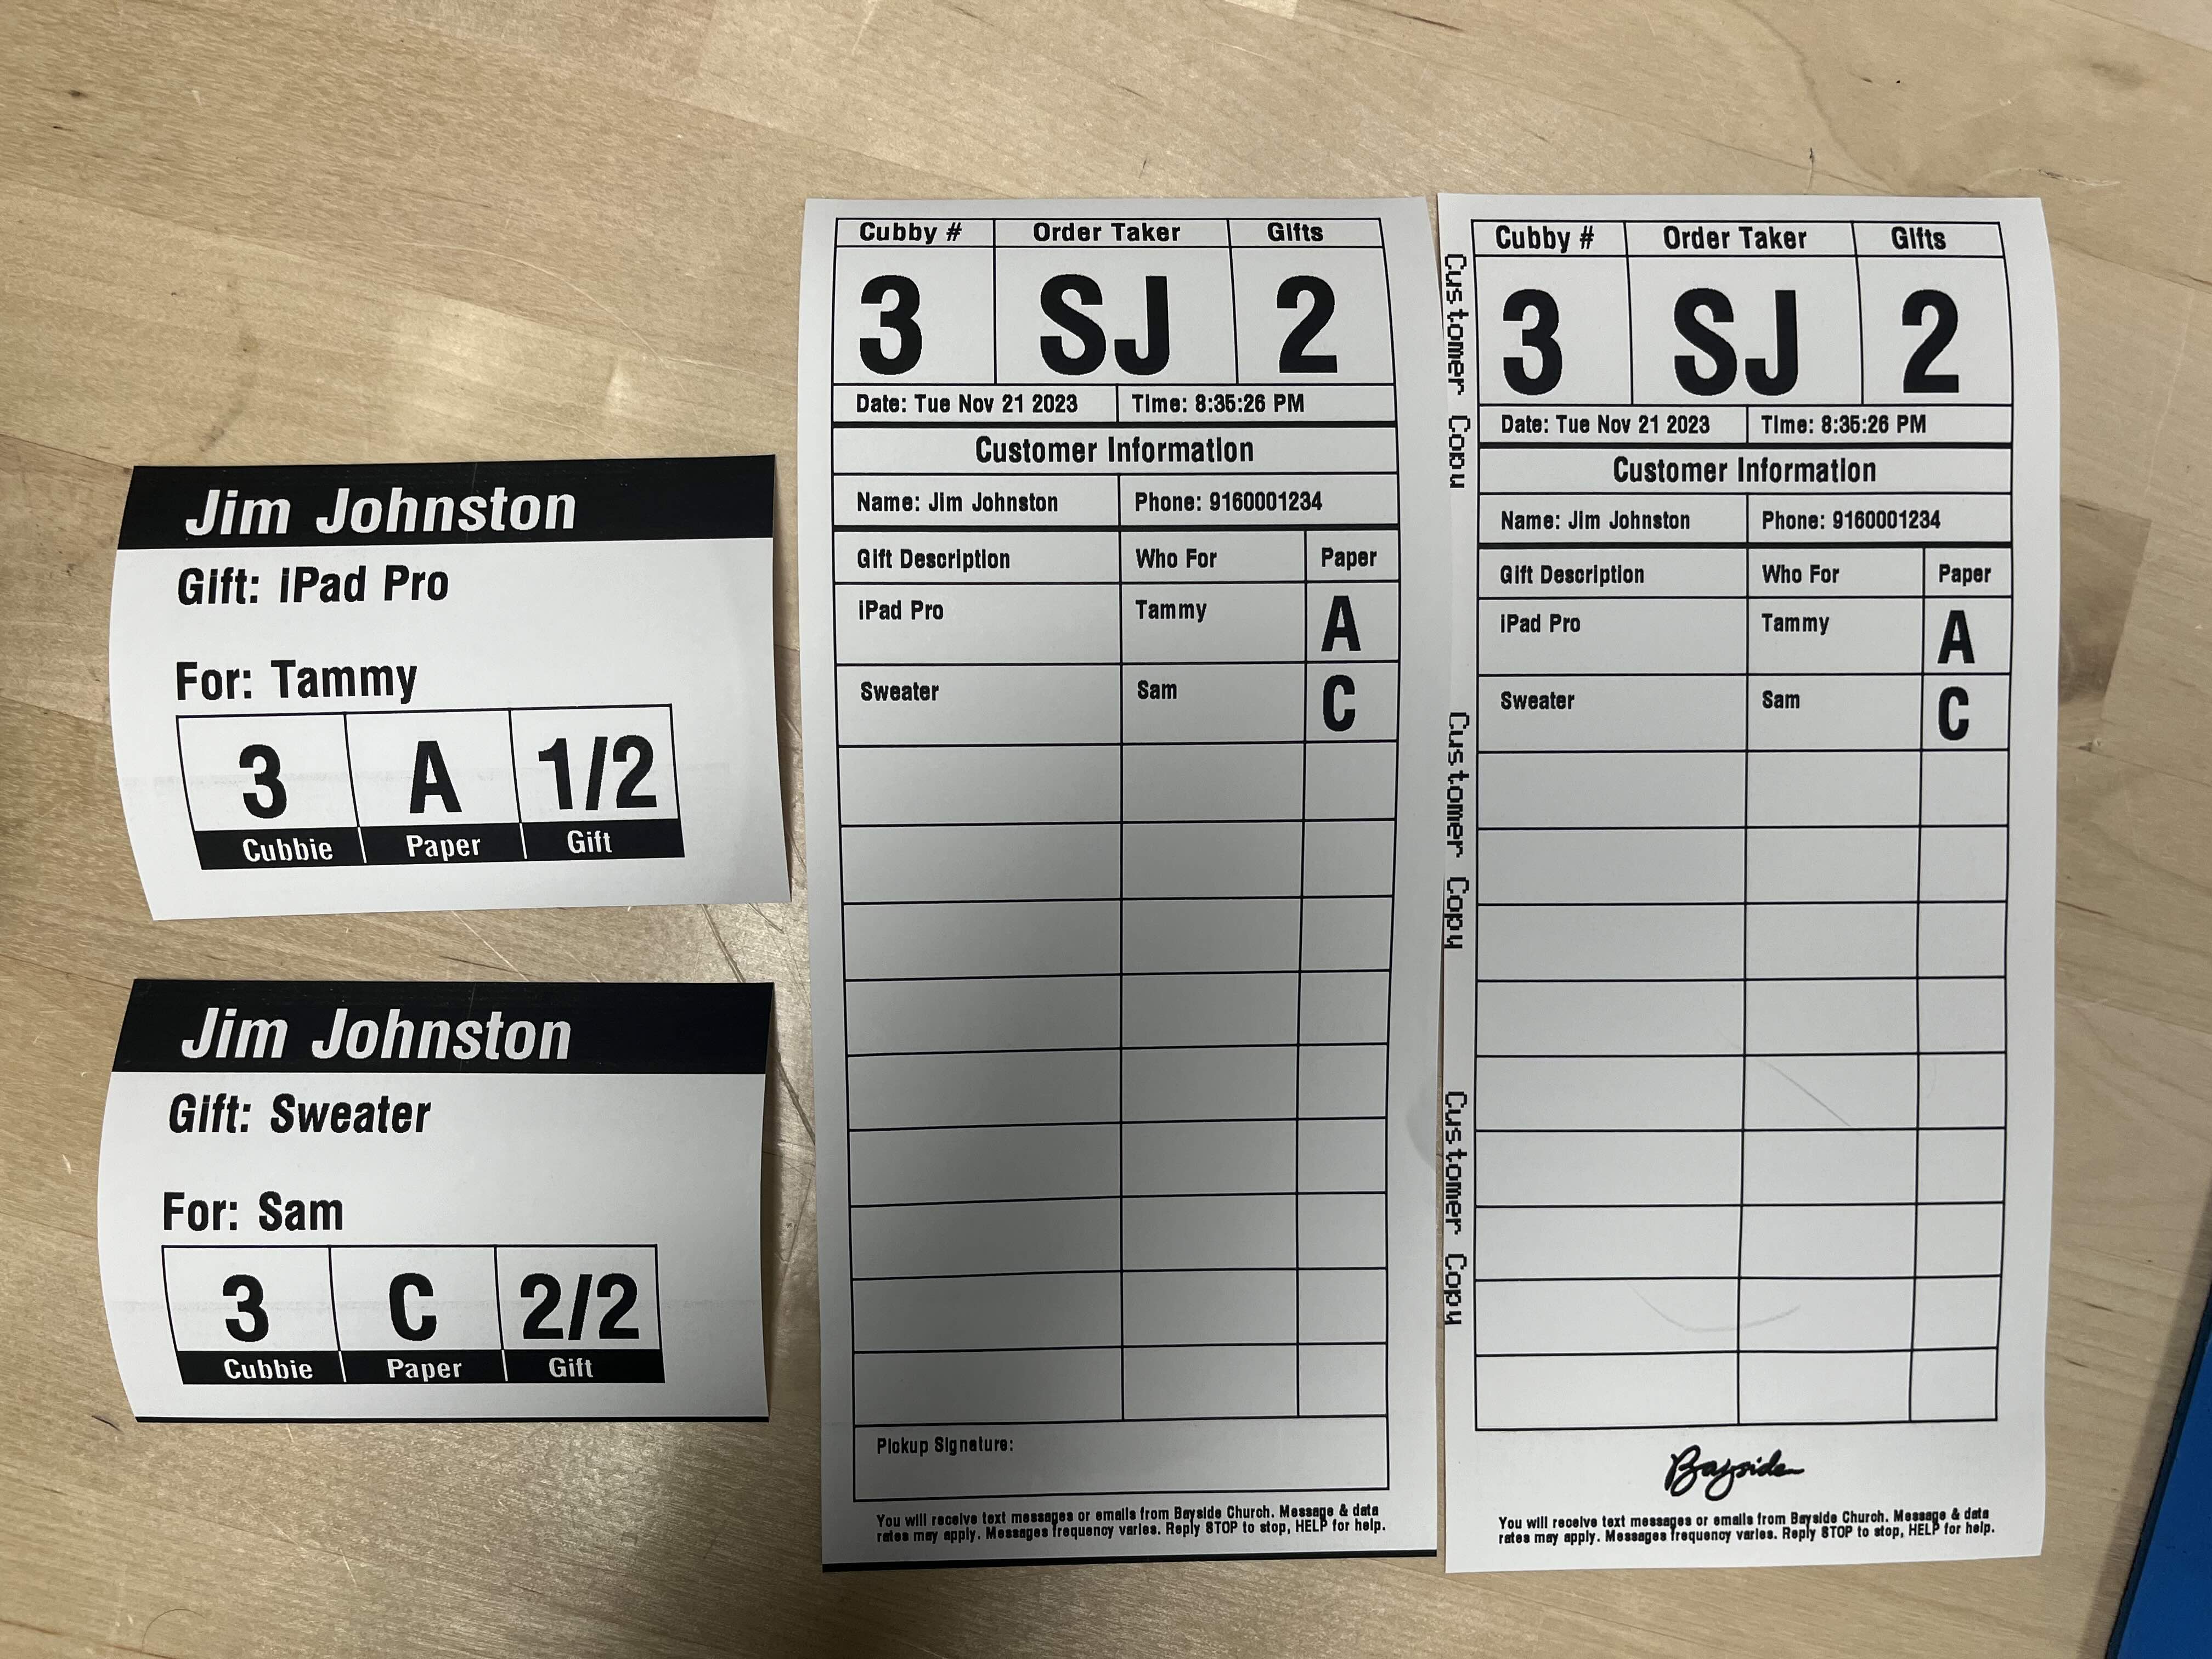 Jim Johnston
Gift: iPad Pro
For: Tammy
3 A 1/2
Cubbie Paper Gift
Jim Johnston
Gift: Sweater
For: Sam
3 C 2/2
Cubbie Paper Gift
Cubby # Order Taker Gifts
3 SJ 2
Date: Tue Nov 21 2023 Time: 8:35:26 PM
Customer Information
Name: Jim Johnston Phone: 9160001234
Gift Description Who For Paper
iPad Pro Tammy A
Sweater Sam C
Pickup Signature:
You will receive text messages or emails from Bayside Church. Message & data
rates may apply. Messages frequency varies. Reply STOP to stop, HELP for help.
Customer Copy
Customer Copy
Customer Copy
Cubby # Order Taker Gifts
3 SJ 2
Date: Tue Nov 21 2023 Time: 8:35:26 PM
Customer Information
Name: Jim Johnston Phone: 9160001234
Gift Description Who For Paper
iPad Pro Tammy A
Sweater Sam C
Bayside
You will receive text messages or emails from Bayside Church. Message & data
rates may apply. Messages frequency varies. Reply STOP to stop, HELP for help.